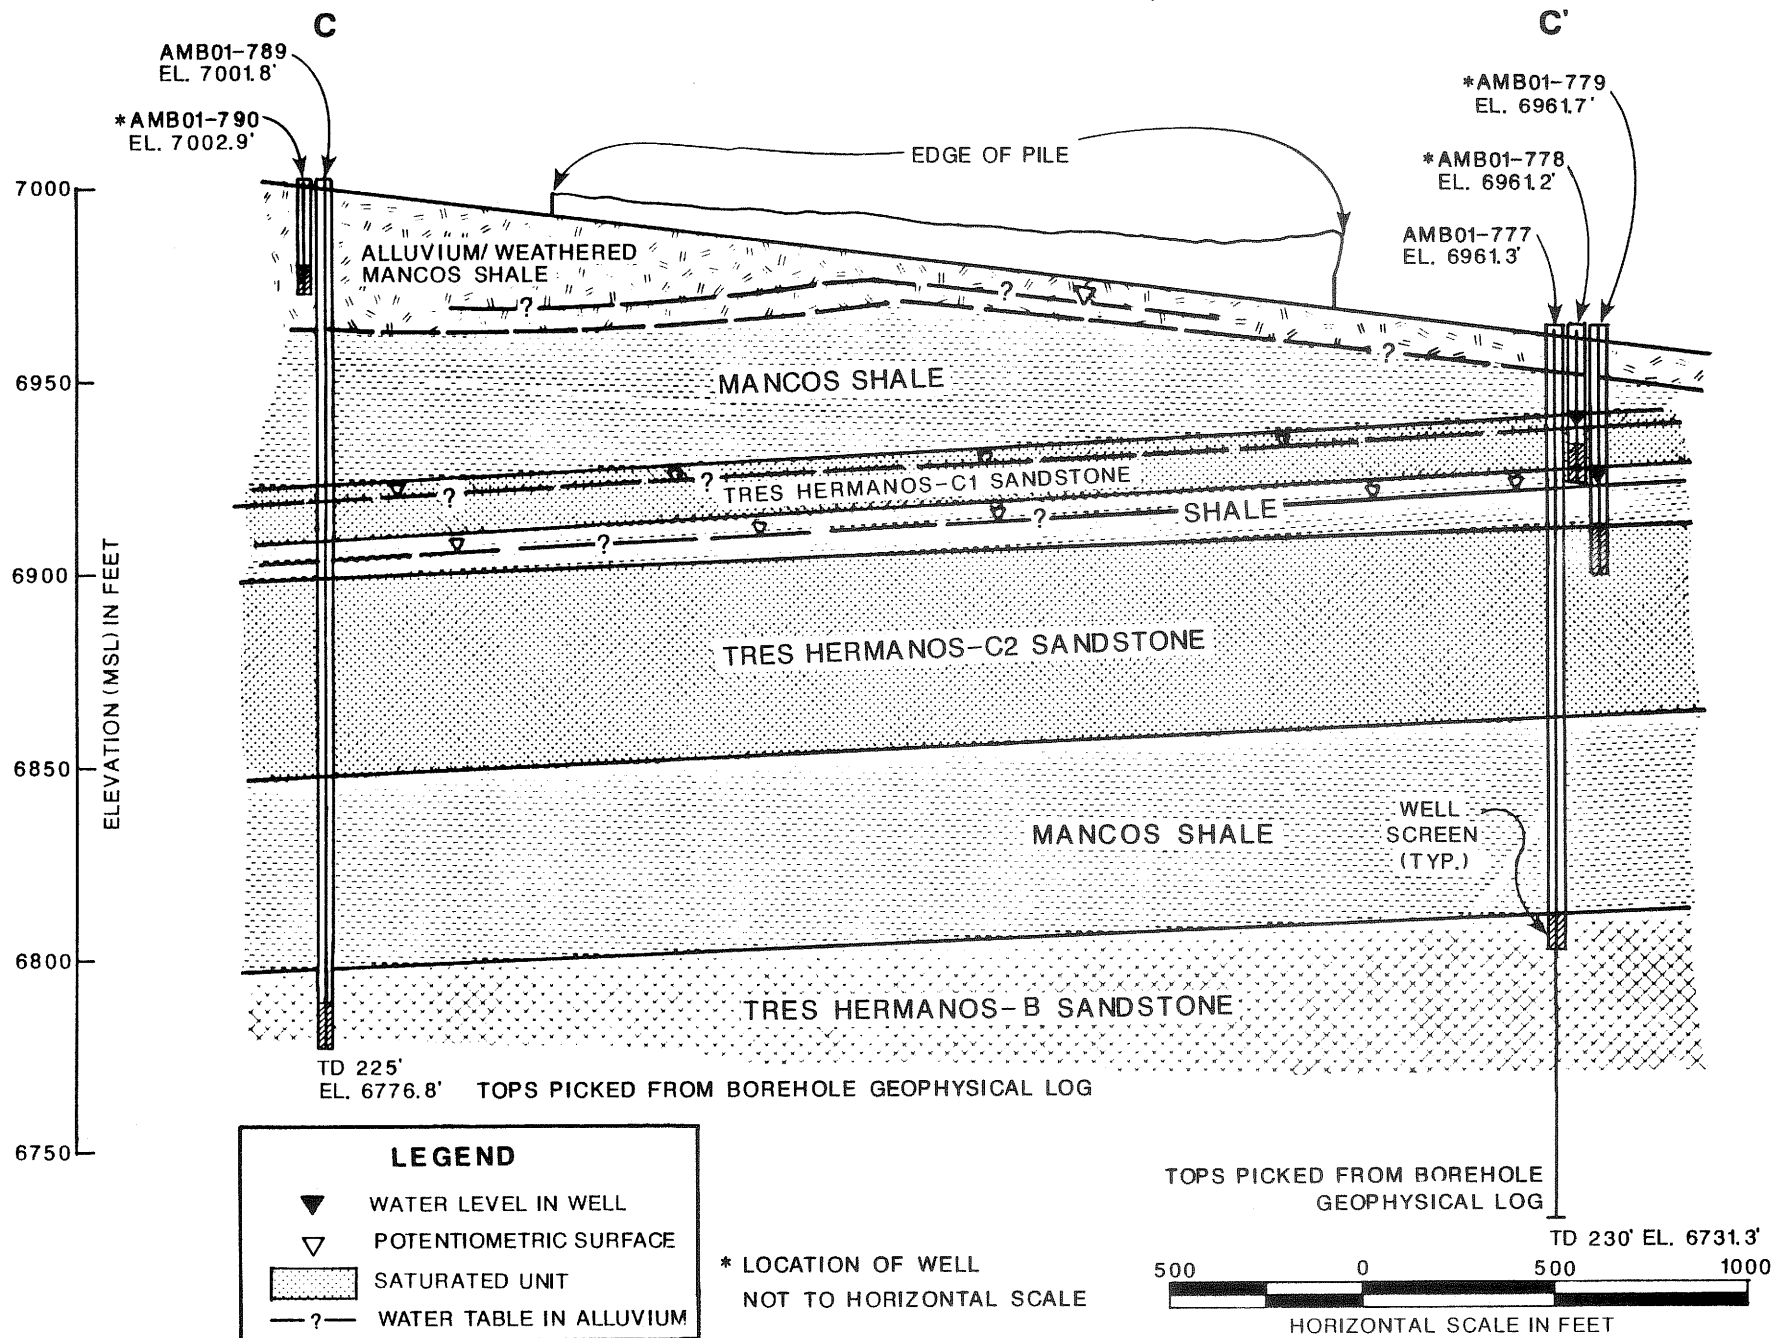 C
C'
AMB01-789
EL. 7001.8'
*AMB01-790
EL. 7002.9'
*AMB01-779
EL. 6961.7'
EDGE OF PILE
*AMB01-778
EL. 6961.2'
AMB01-777
EL. 6961.3'
7000
6950
6900
6850
6800
6750
ELEVATION (MSL) IN FEET
ALLUVIUM/WEATHERED
MANCOS SHALE
?
?
?
MANCOS SHALE
?
?
TRES HERMANOS-C1 SANDSTONE
?
?
SHALE
TRES HERMANOS-C2 SANDSTONE
MANCOS SHALE
WELL
SCREEN
(TYP.)
TRES HERMANOS-B SANDSTONE
TD 225'
EL. 6776.8'
TOPS PICKED FROM BOREHOLE GEOPHYSICAL LOG
LEGEND
WATER LEVEL IN WELL
POTENTIOMETRIC SURFACE
SATURATED UNIT
—?— WATER TABLE IN ALLUVIUM
* LOCATION OF WELL
NOT TO HORIZONTAL SCALE
TOPS PICKED FROM BOREHOLE
GEOPHYSICAL LOG
TD 230' EL. 6731.3'
500 0 500 1000
HORIZONTAL SCALE IN FEET